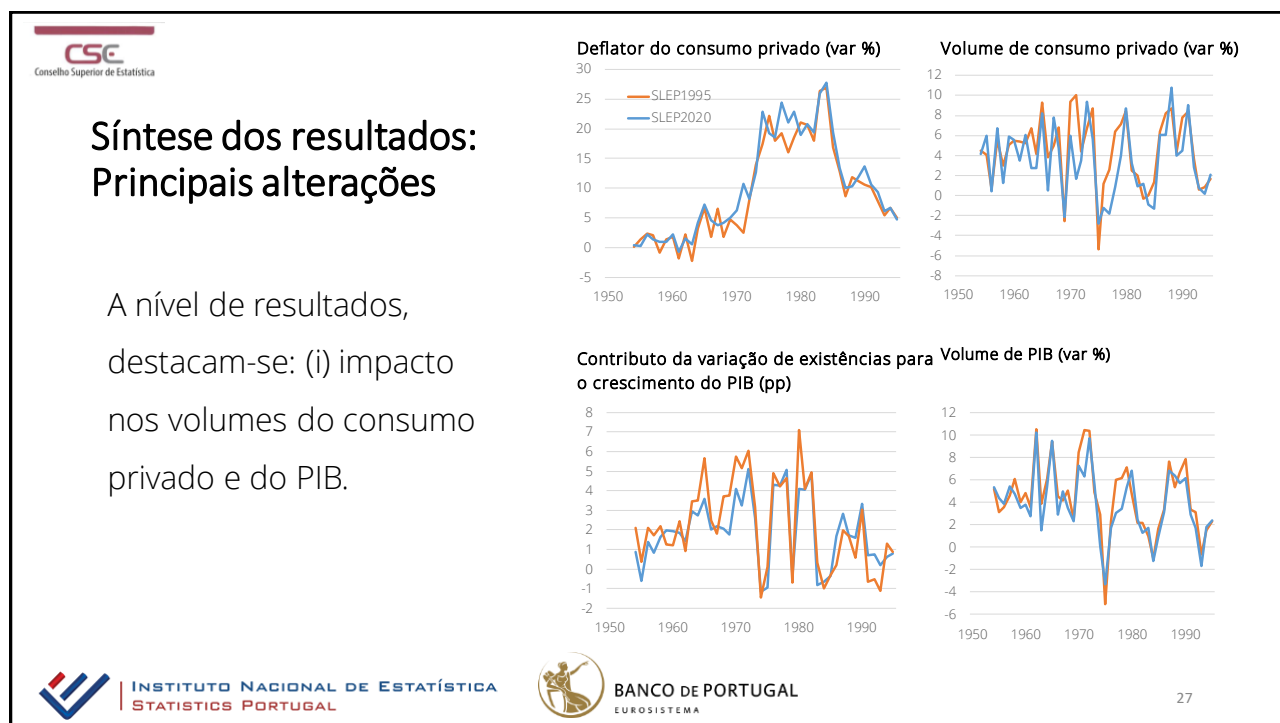 CSE
Conselho Superior de Estatística
Síntese dos resultados:
Principais alterações
A nível de resultados,
destacam-se: (i) impacto
nos volumes do consumo
privado e do PIB.
Deflator do consumo privado (var %)
30
25
20
15
10
5
0
-5
1950 1960 1970 1980 1990
SLEP1995
SLEP2020
Volume de consumo privado (var %)
12
10
8
6
4
2
0
-2
-4
-6
-8
1950 1960 1970 1980 1990
Contributo da variação de existências para
o crescimento do PIB (pp)
8
7
6
5
4
3
2
1
0
-1
-2
1950 1960 1970 1980 1990
Volume de PIB (var %)
12
10
8
6
4
2
0
-2
-4
-6
1950 1960 1970 1980 1990
INSTITUTO NACIONAL DE ESTATÍSTICA
STATISTICS PORTUGAL
BANCO DE PORTUGAL
EUROSISTEMA
27